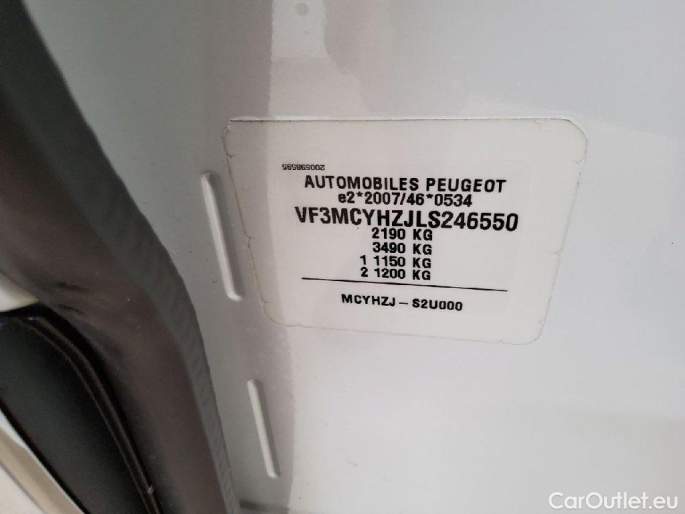 200598595
AUTOMOBILES PEUGEOT
e2*2007/46*0534
VF3MCYHZJLS246550
2190 KG
3490 KG
1 1150 KG
2 1200 KG
MCYHZJ - S2U000
CarOutlet.eu